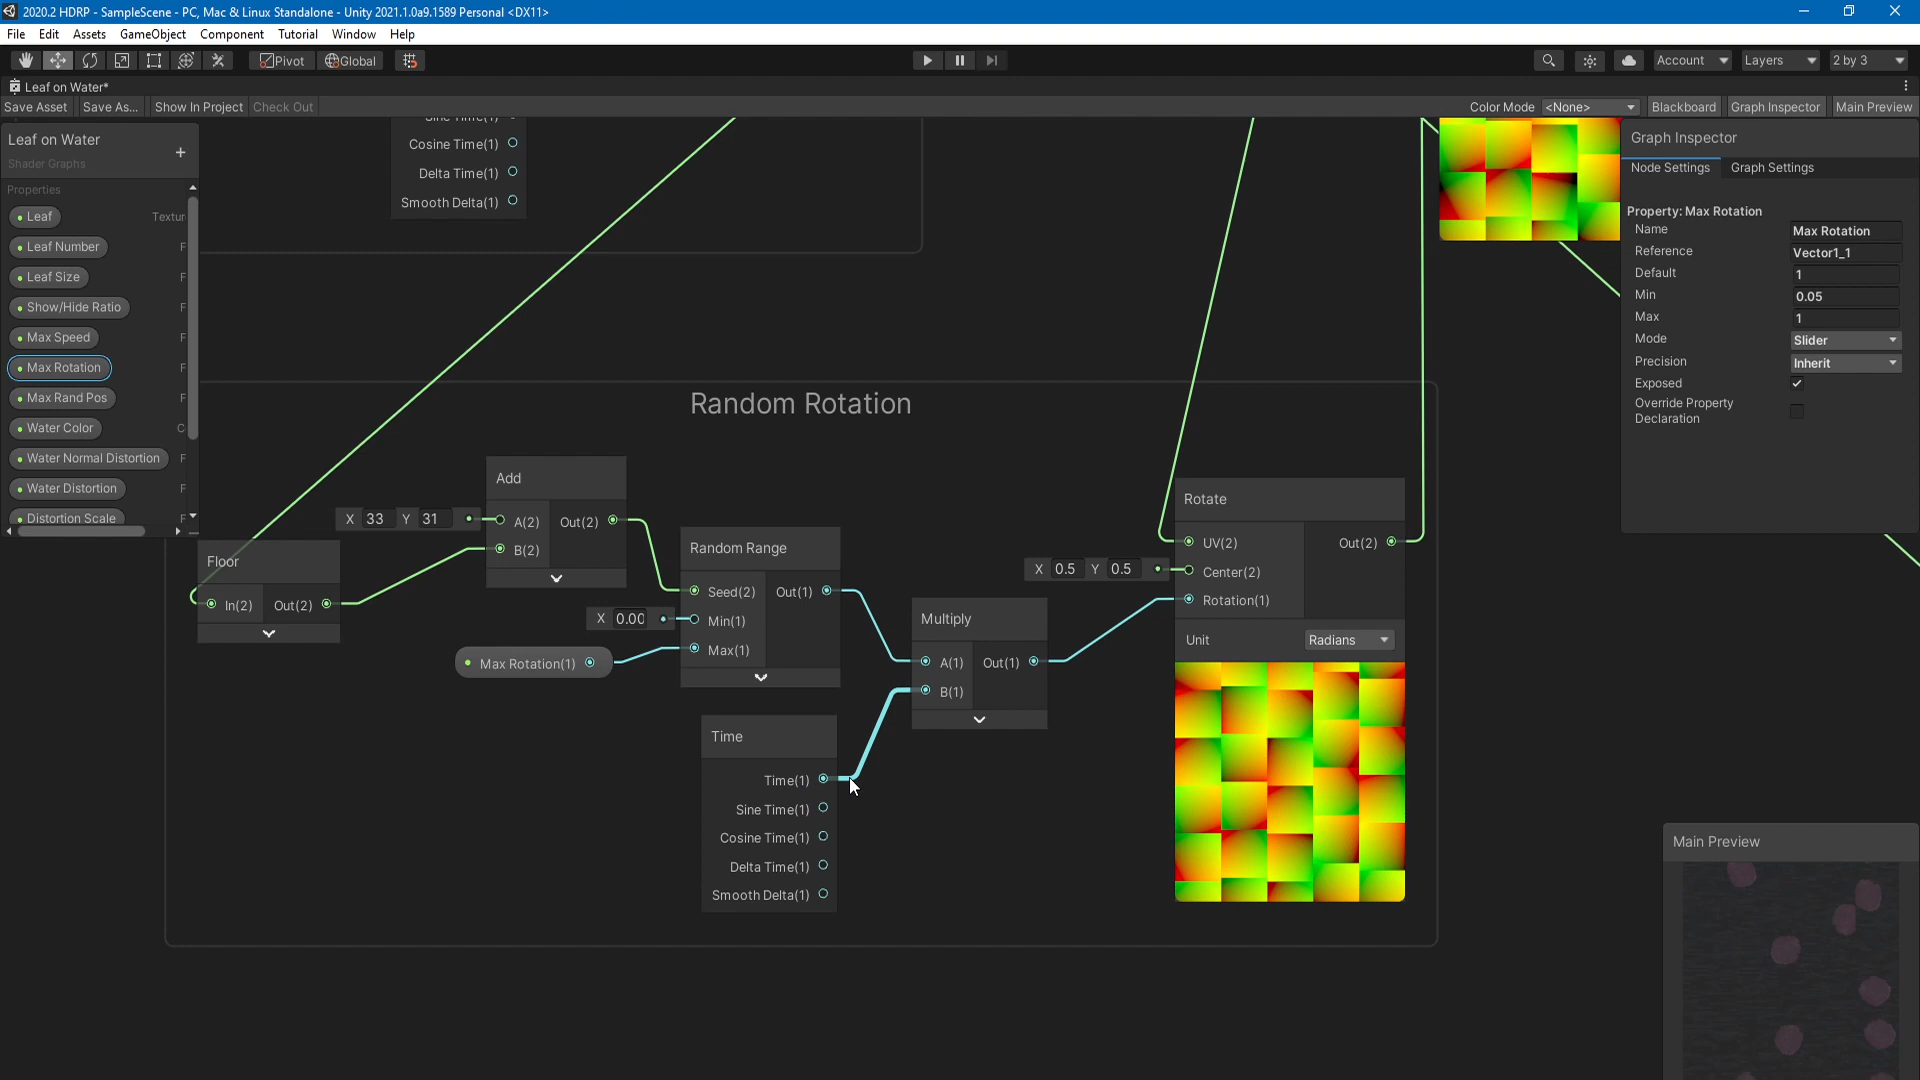 2020.2 HDRP - SampleScene - PC, Mac & Linux Standalone - Unity 2021.1.0a9.1589 Personal <DX11>
File Edit Assets GameObject Component Tutorial Window Help
Pivot Global Account Layers 2 by 3
Leaf on Water*
Save Asset Save As... Show In Project Check Out Color Mode <None> Blackboard Graph Inspector Main Preview
Leaf on Water
Shader Graphs
Properties
Leaf Textur
Leaf Number F
Leaf Size F
Show/Hide Ratio F
Max Speed F
Max Rotation F
Max Rand Pos F
Water Color C
Water Normal Distortion F
Water Distortion F
Distortion Scale F
Sine Time(1)
Cosine Time(1)
Delta Time(1)
Smooth Delta(1)
Random Rotation
Floor
In(2) Out(2)
X 33 Y 31
Add
A(2) Out(2)
B(2)
Random Range
Seed(2) Out(1)
X 0.00 Min(1)
Max Rotation(1) Max(1)
Time
Time(1)
Sine Time(1)
Cosine Time(1)
Delta Time(1)
Smooth Delta(1)
Multiply
A(1) Out(1)
B(1)
Rotate
UV(2) Out(2)
X 0.5 Y 0.5 Center(2)
Rotation(1)
Unit Radians
Graph Inspector
Node Settings Graph Settings
Property: Max Rotation
Name Max Rotation
Reference Vector1_1
Default 1
Min 0.05
Max 1
Mode Slider
Precision Inherit
Exposed
Override Property
Declaration
Main Preview